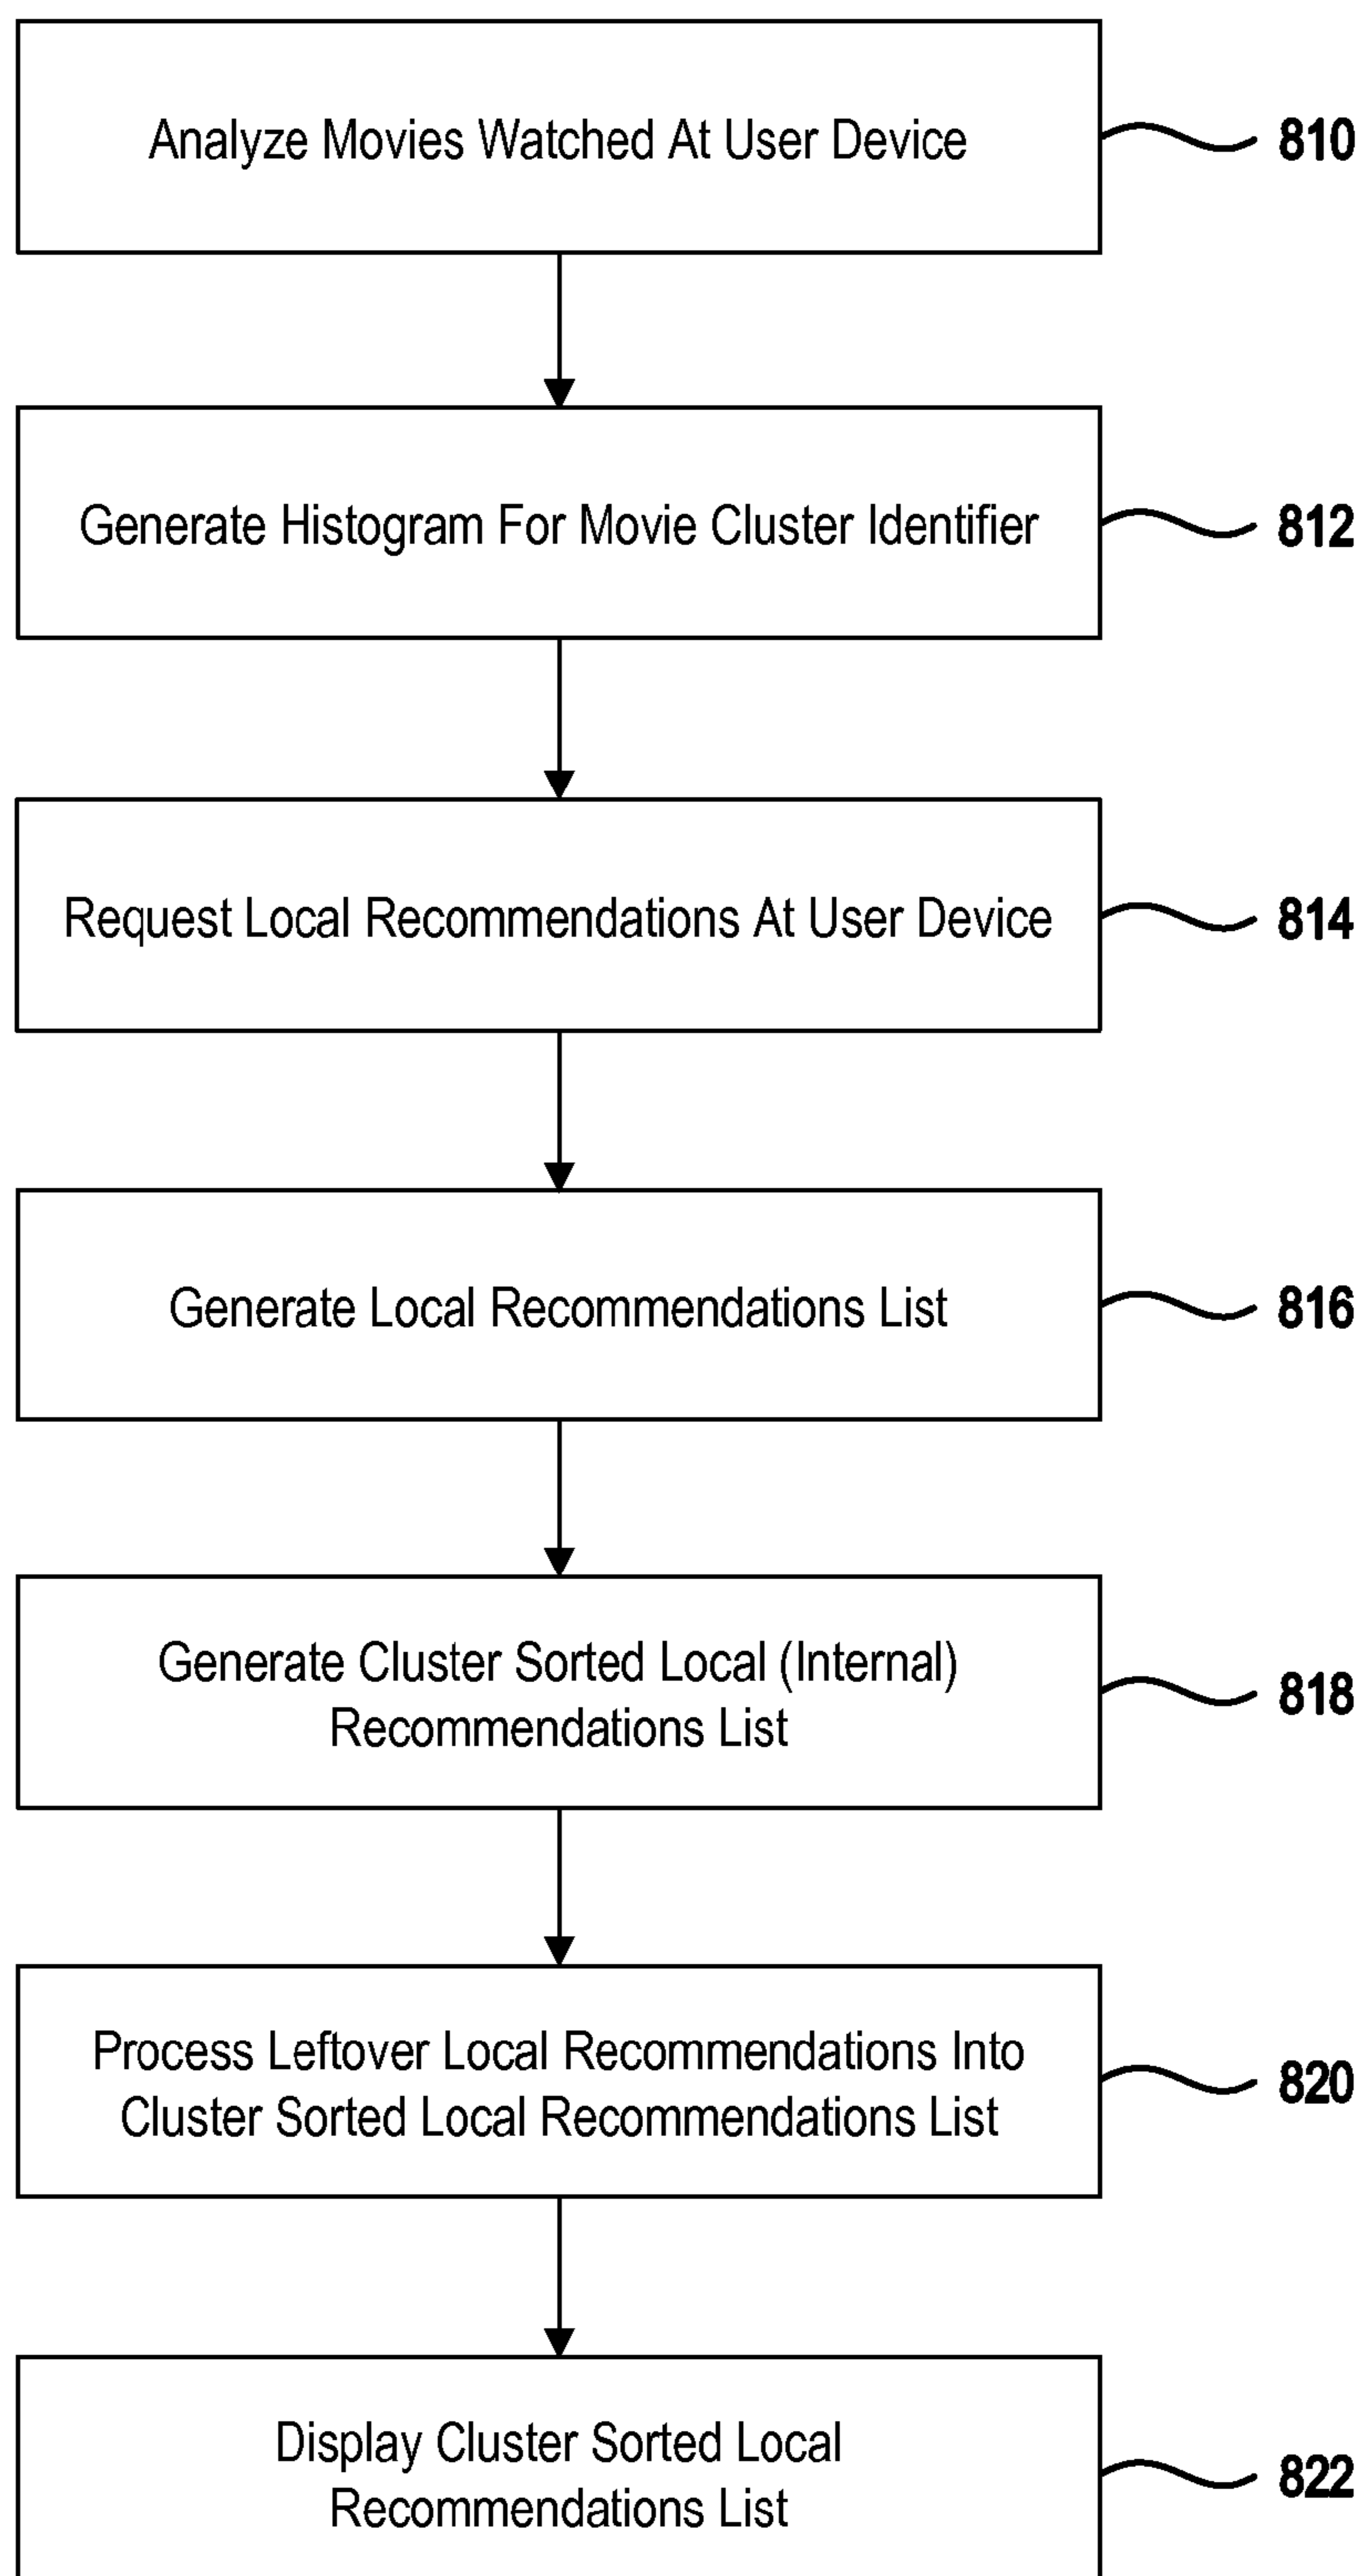 Analyze Movies Watched At User Device
810
Generate Histogram For Movie Cluster Identifier
812
Request Local Recommendations At User Device
814
Generate Local Recommendations List
816
Generate Cluster Sorted Local (Internal)
Recommendations List
818
Process Leftover Local Recommendations Into
Cluster Sorted Local Recommendations List
820
Display Cluster Sorted Local
Recommendations List
822